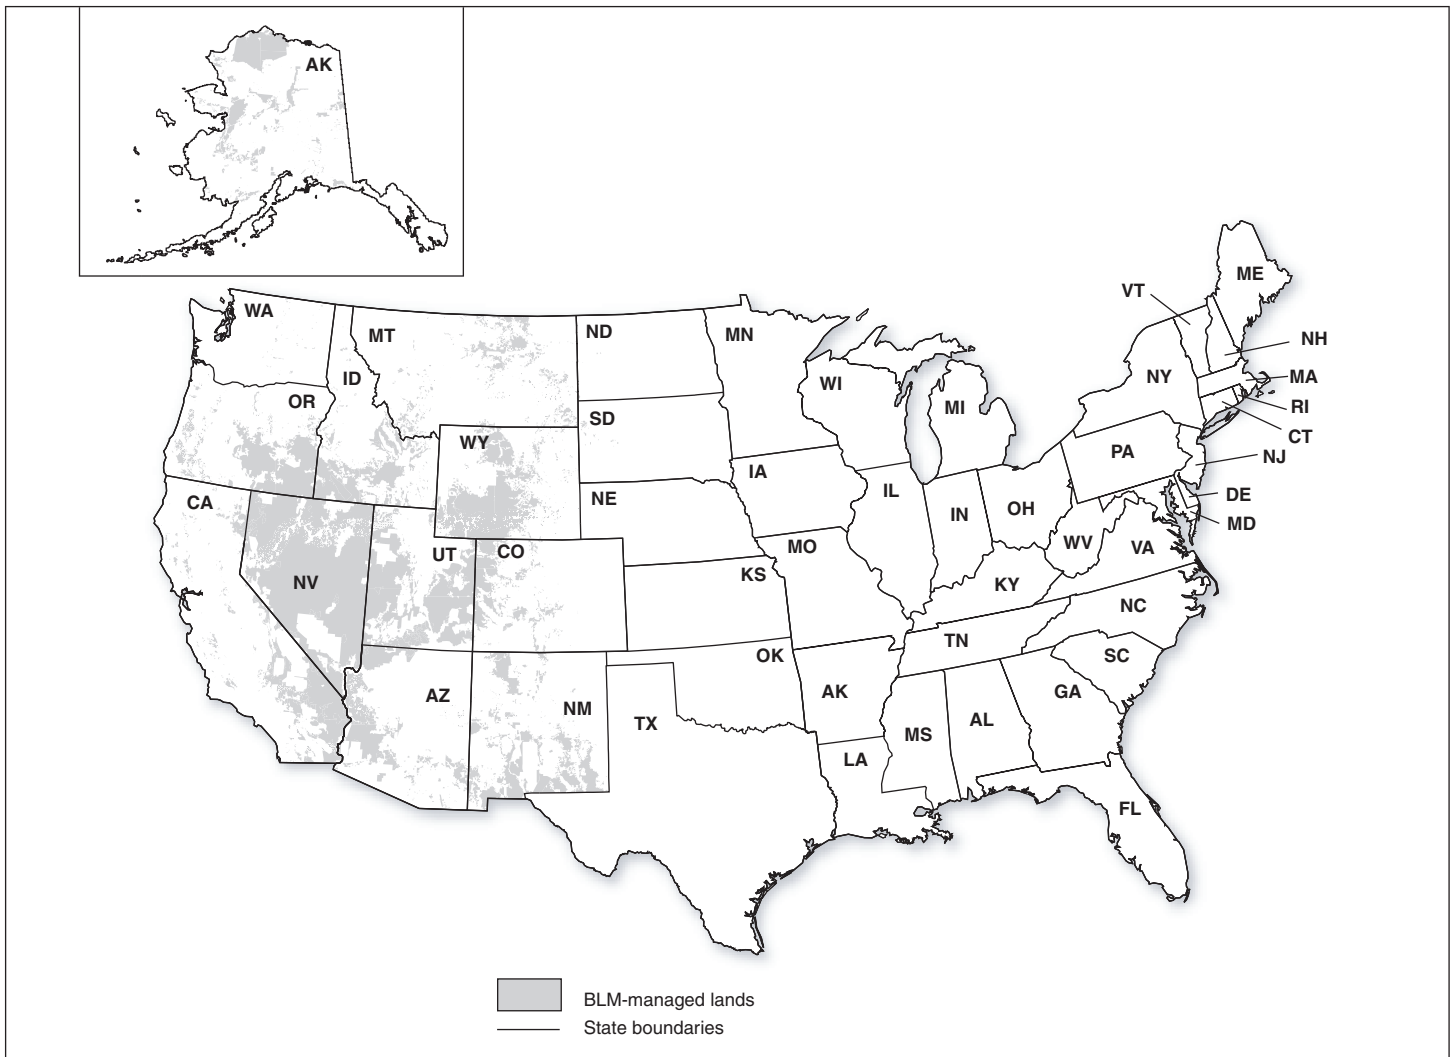 AK
ME
VT
WA
NH
MT
ND
MN
NY
MA
ID
WI
OR
MI
RI
SD
CT
WY
PA
NJ
IA
IL
DE
CA
NE
OH
IN
MD
WV
VA
MO
UT
CO
KS
NV
KY
NC
TN
OK
SC
AZ
AK
GA
NM
TX
AL
MS
LA
FL
BLM-managed lands
State boundaries